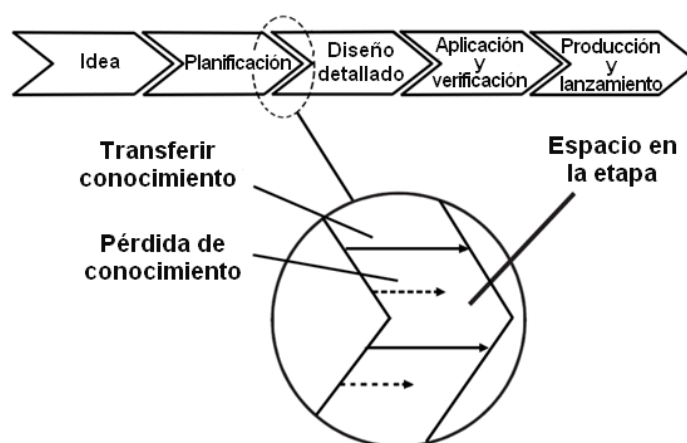 Idea
Planificación
Diseño
detallado
Aplicación
y
verificación
Producción
y
lanzamiento
Transferir
conocimiento
Espacio en
la etapa
Pérdida de
conocimiento